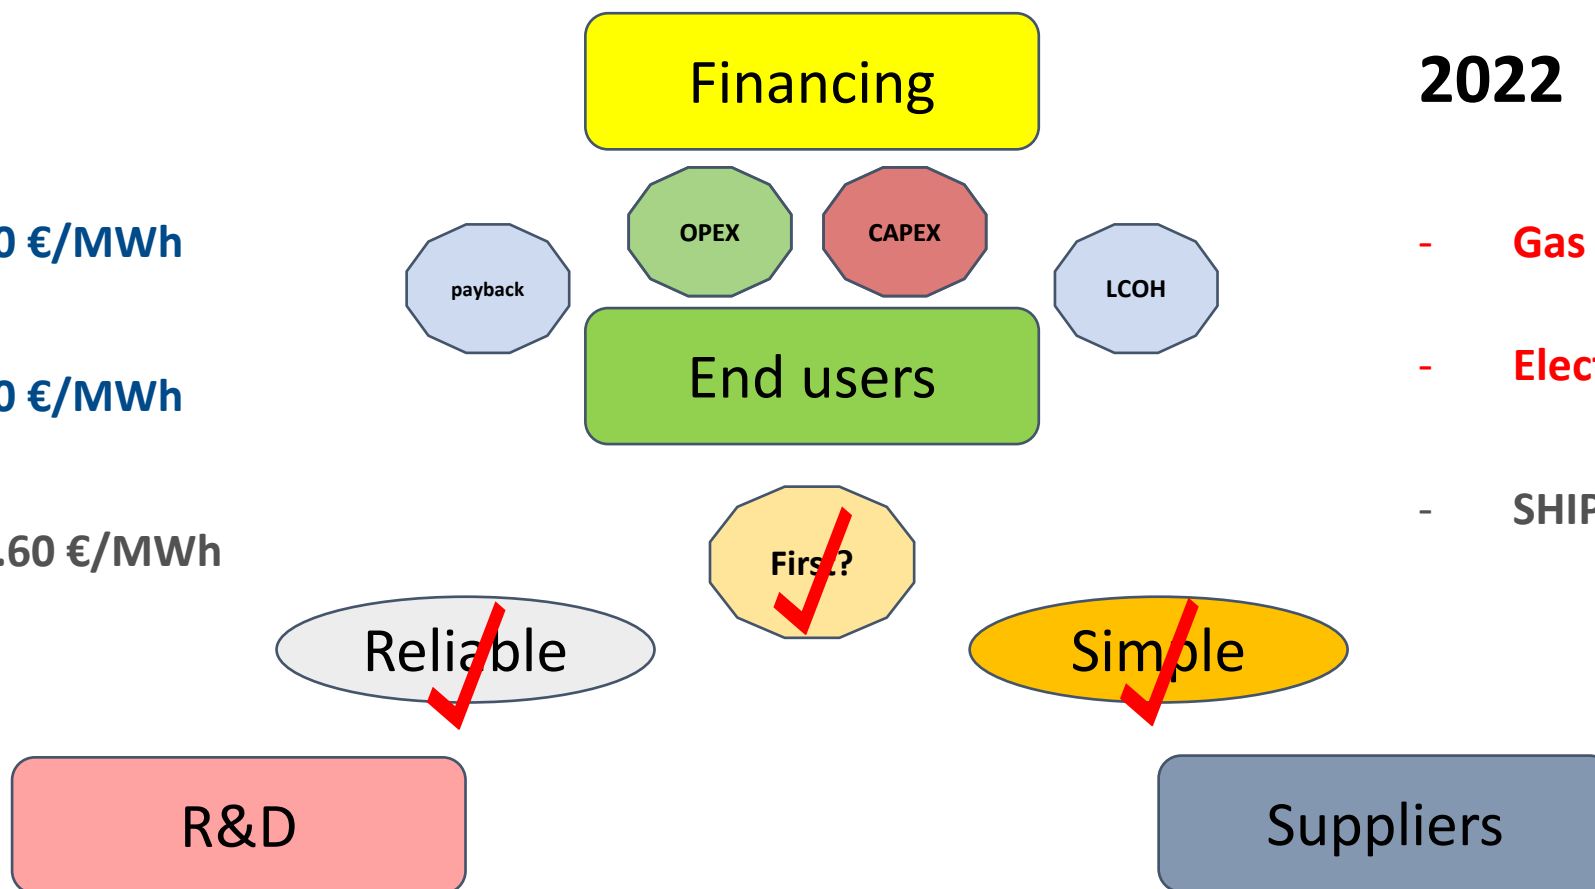 Financing
2022
OPEX
CAPEX
0 €/MWh
- Gas
payback
LCOH
End users
- Elec
0 €/MWh
- SHIP
.60 €/MWh
First?
Reliable
Simple
R&D
Suppliers